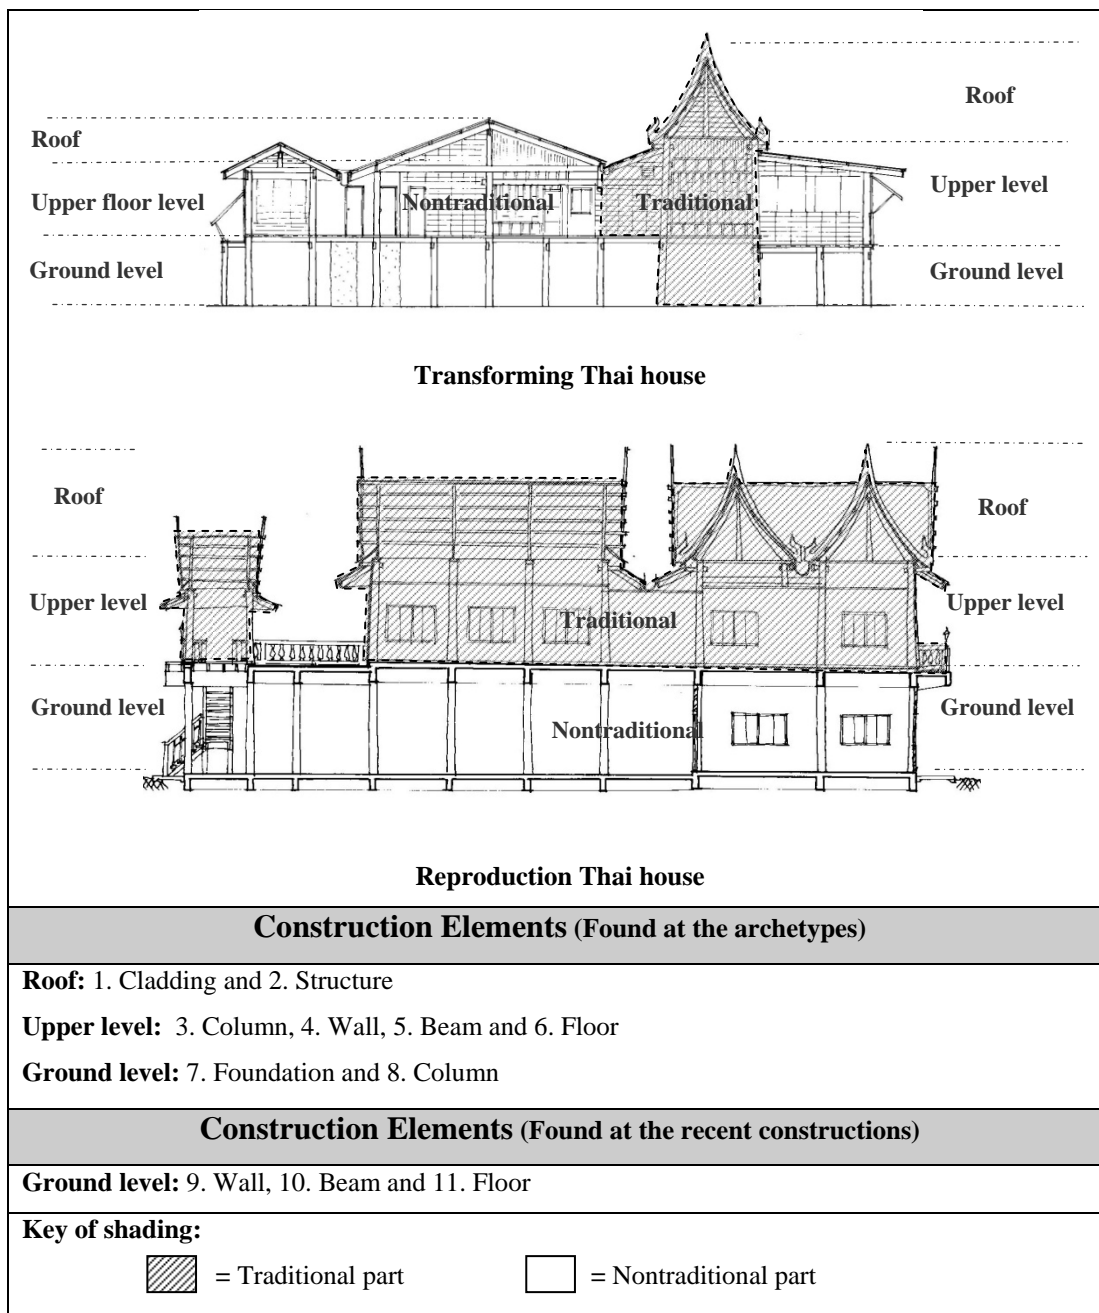 Roof
Roof
Upper floor level
Nontraditional
Traditional
Upper level
Ground level
Ground level
Transforming Thai house
Roof
Roof
Upper level
Traditional
Upper level
Ground level
Nontraditional
Ground level
Reproduction Thai house
Construction Elements (Found at the archetypes)
Roof: 1. Cladding and 2. Structure
Upper level: 3. Column, 4. Wall, 5. Beam and 6. Floor
Ground level: 7. Foundation and 8. Column
Construction Elements (Found at the recent constructions)
Ground level: 9. Wall, 10. Beam and 11. Floor
Key of shading:
= Traditional part
= Nontraditional part